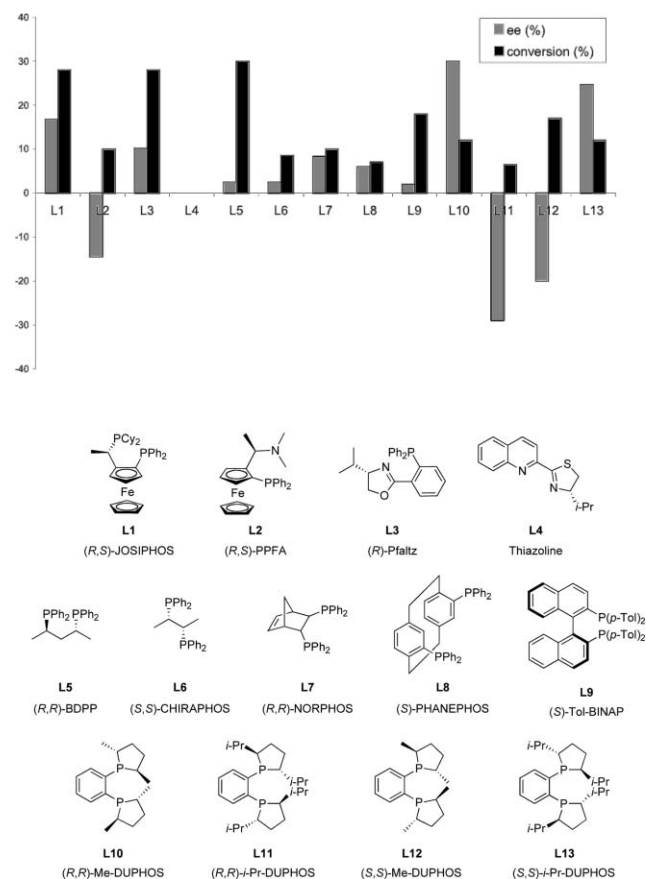 40
30
20
10
0
-10
-20
-30
-40
ee (%)
conversion (%)
L1 L2 L3 L4 L5 L6 L7 L8 L9 L10 L11 L12 L13
PCy2
PPh2
Fe
L1
(R,S)-JOSIPHOS
N
PPh2
Fe
L2
(R,S)-PPFA
Ph2P
N
O
L3
(R)-Pfaltz
S
N
N
i-Pr
L4
Thiazoline
PPh2 PPh2
L5
(R,R)-BDPP
PPh2
PPh2
L6
(S,S)-CHIRAPHOS
PPh2
PPh2
L7
(R,R)-NORPHOS
PPh2
PPh2
L8
(S)-PHANEPHOS
P(p-Tol)2
P(p-Tol)2
L9
(S)-Tol-BINAP
P
P
L10
(R,R)-Me-DUPHOS
i-Pr
P
i-Pr
i-Pr
P
i-Pr
L11
(R,R)-i-Pr-DUPHOS
P
P
L12
(S,S)-Me-DUPHOS
i-Pr
P
i-Pr
i-Pr
P
i-Pr
L13
(S,S)-i-Pr-DUPHOS